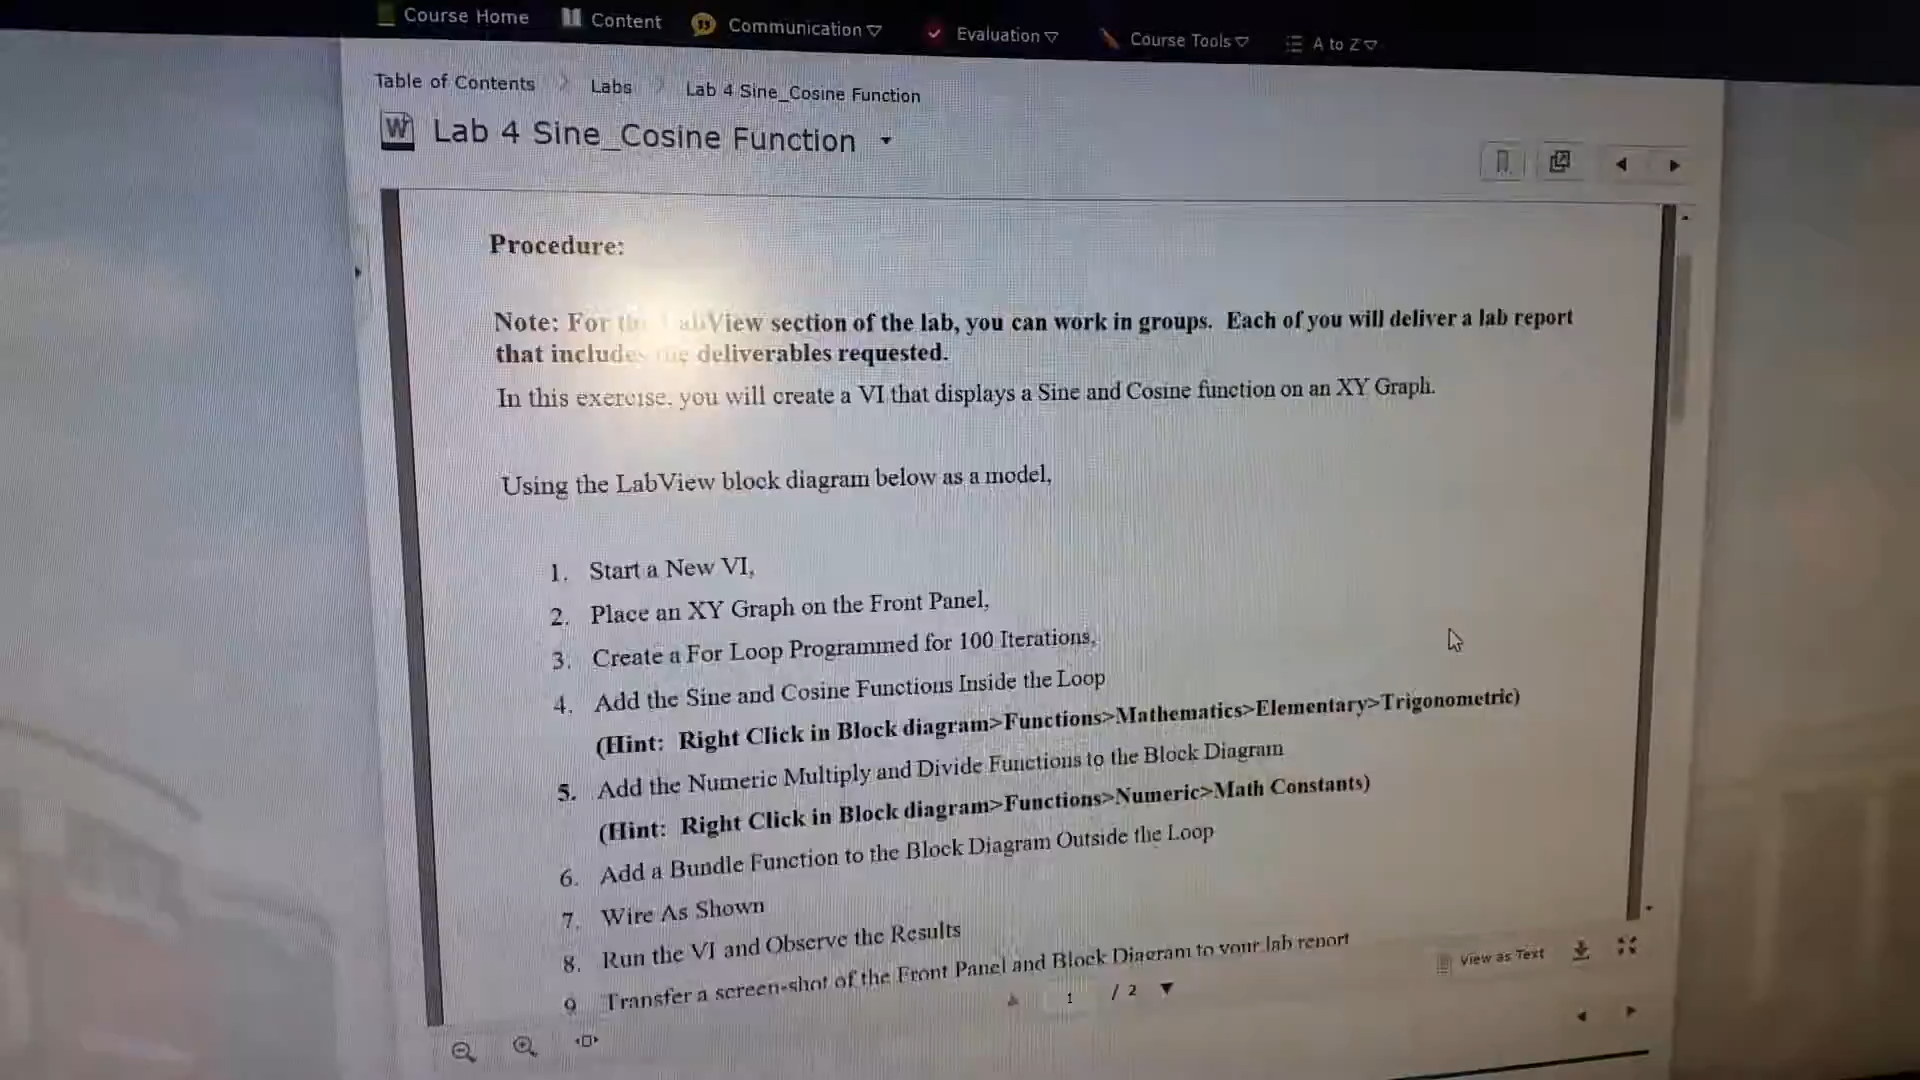 Course Home Content Communication Evaluation Course Tools A to Z
Table of Contents Labs Lab 4 Sine_Cosine Function
W Lab 4 Sine_Cosine Function
Procedure:
Note: For the LabView section of the lab, you can work in groups. Each of you will deliver a lab report
that includes the deliverables requested.
In this exercise, you will create a VI that displays a Sine and Cosine function on an XY Graph.
Using the LabView block diagram below as a model,
1. Start a New VI,
2. Place an XY Graph on the Front Panel,
3. Create a For Loop Programmed for 100 Iterations,
4. Add the Sine and Cosine Functions Inside the Loop
(Hint: Right Click in Block diagram>Functions>Mathematics>Elementary>Trigonometric)
5. Add the Numeric Multiply and Divide Functions to the Block Diagram
(Hint: Right Click in Block diagram>Functions>Numeric>Math Constants)
6. Add a Bundle Function to the Block Diagram Outside the Loop
7. Wire As Shown
8. Run the VI and Observe the Results
9 Transfer a screen-shot of the Front Panel and Block Diagram to your lab report
View as Text
1 / 2